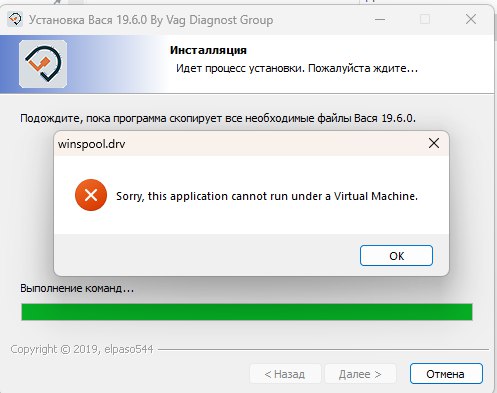 Установка Вася 19.6.0 By Vag Diagnost Group
Инсталляция
Идет процесс установки. Пожалуйста ждите...
Подождите, пока программа скопирует все необходимые файлы Вася 19.6.0.
winspool.drv
Sorry, this application cannot run under a Virtual Machine.
OK
Выполнение команд...
Copyright © 2019, elpaso544
< Назад
Далее >
Отмена